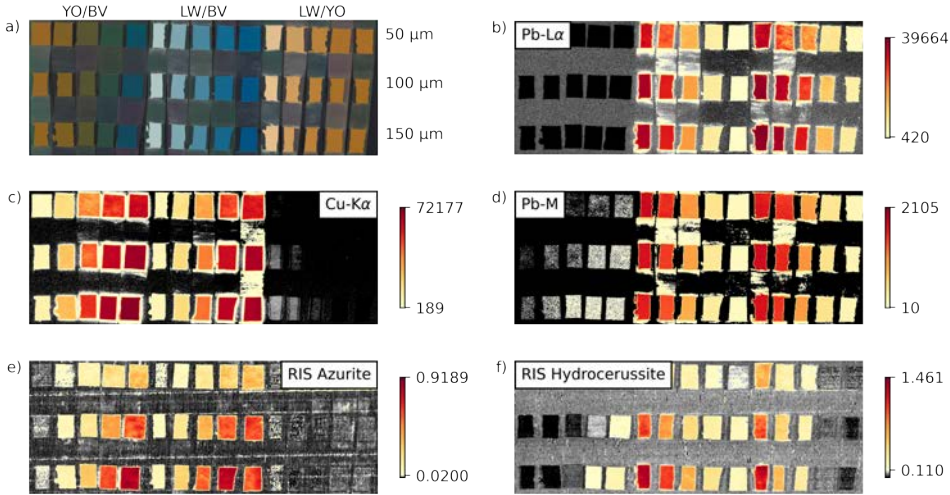 a)
YO/BV
LW/BV
LW/YO
50 μm
100 μm
150 μm
b)
Pb-Lα
39664
420
c)
Cu-Kα
72177
189
d)
Pb-M
2105
10
e)
RIS Azurite
0.9189
0.0200
f)
RIS Hydrocerussite
1.461
0.110